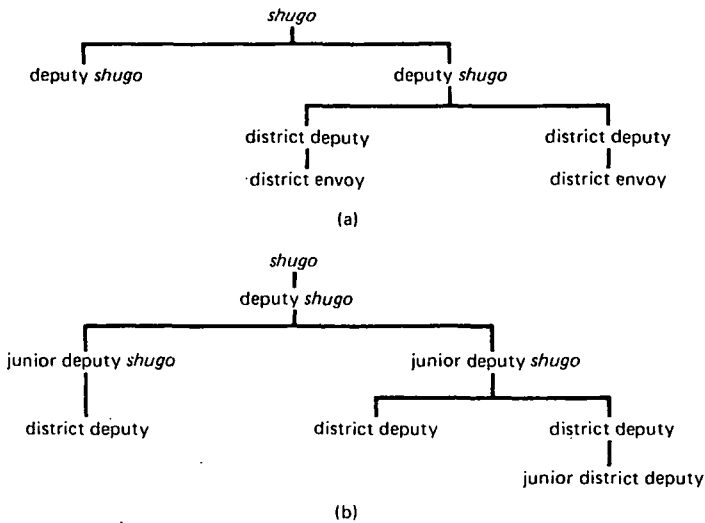 shugo
deputy shugo deputy shugo
district deputy district deputy
district envoy district envoy
(a)
shugo
deputy shugo
junior deputy shugo junior deputy shugo
district deputy district deputy district deputy
junior district deputy
(b)